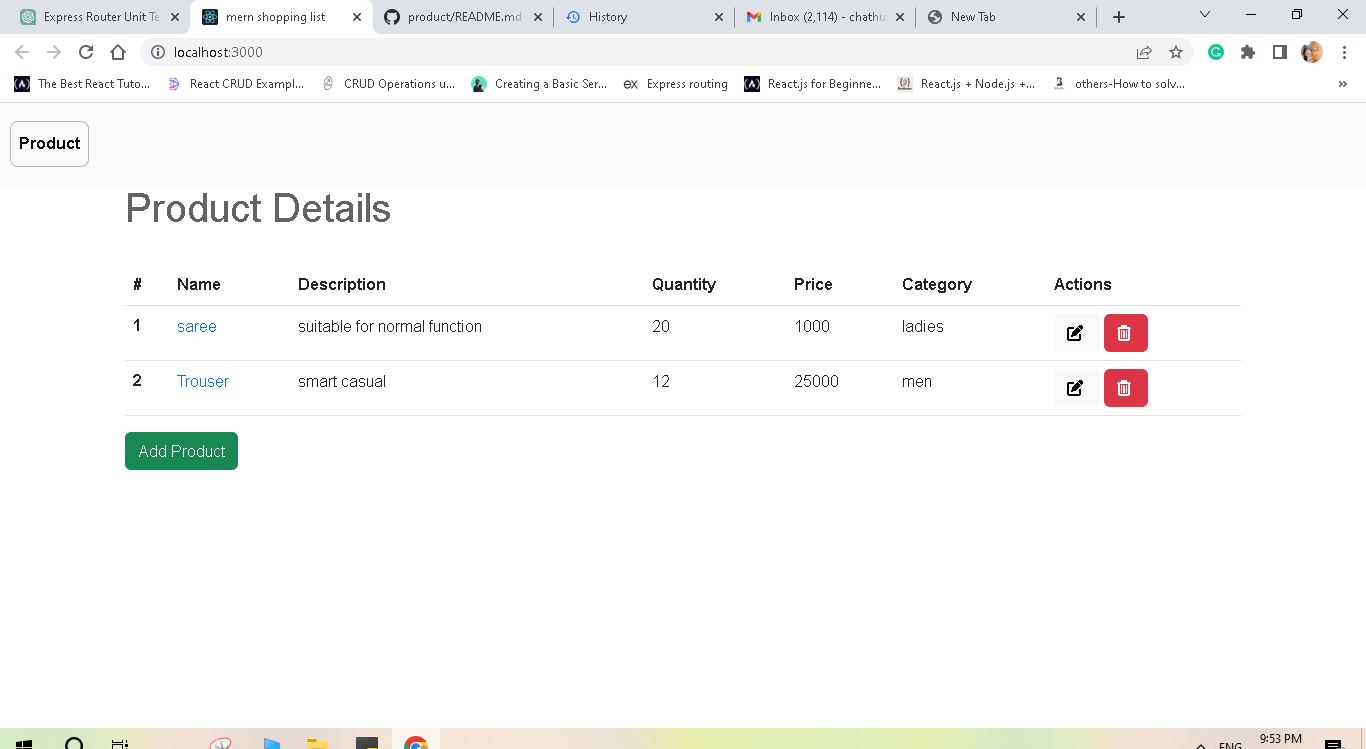 Express Router Unit Te
mern shopping list
product/README.md
History
Inbox (2,114) - chathu
New Tab
localhost:3000
The Best React Tuto...
React CRUD Exampl...
CRUD Operations u...
Creating a Basic Ser...
ex Express routing
React.js for Beginne...
React.js + Node.js +...
others-How to solv...
Product
Product Details
# Name Description Quantity Price Category Actions
1 saree suitable for normal function 20 1000 ladies
2 Trouser smart casual 12 25000 men
Add Product
ENG
9:53 PM